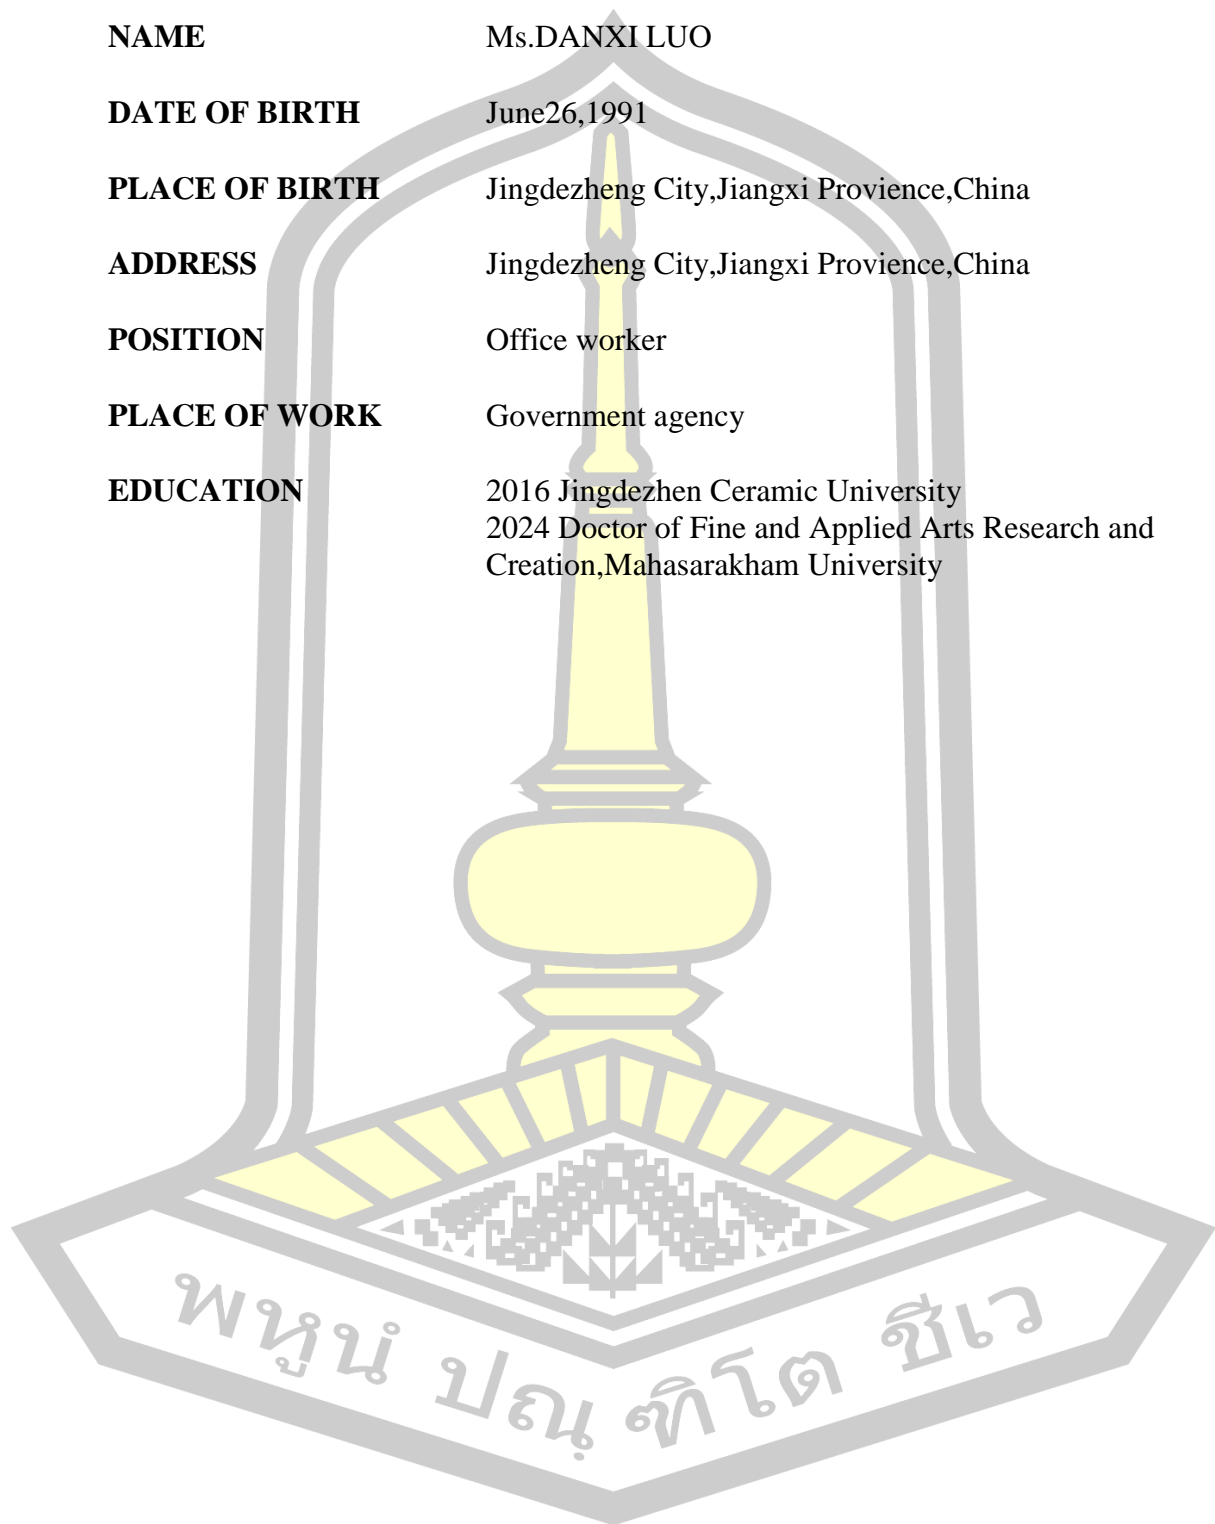 NAME Ms.DANXI LUO
DATE OF BIRTH June26,1991
PLACE OF BIRTH Jingdezheng City,Jiangxi Provience,China
ADDRESS Jingdezheng City,Jiangxi Provience,China
POSITION Office worker
PLACE OF WORK Government agency
EDUCATION 2016 Jingdezhen Ceramic University
2024 Doctor of Fine and Applied Arts Research and
Creation,Mahasarakham University
พหูนํ ปณฺฑิโต ชีเว